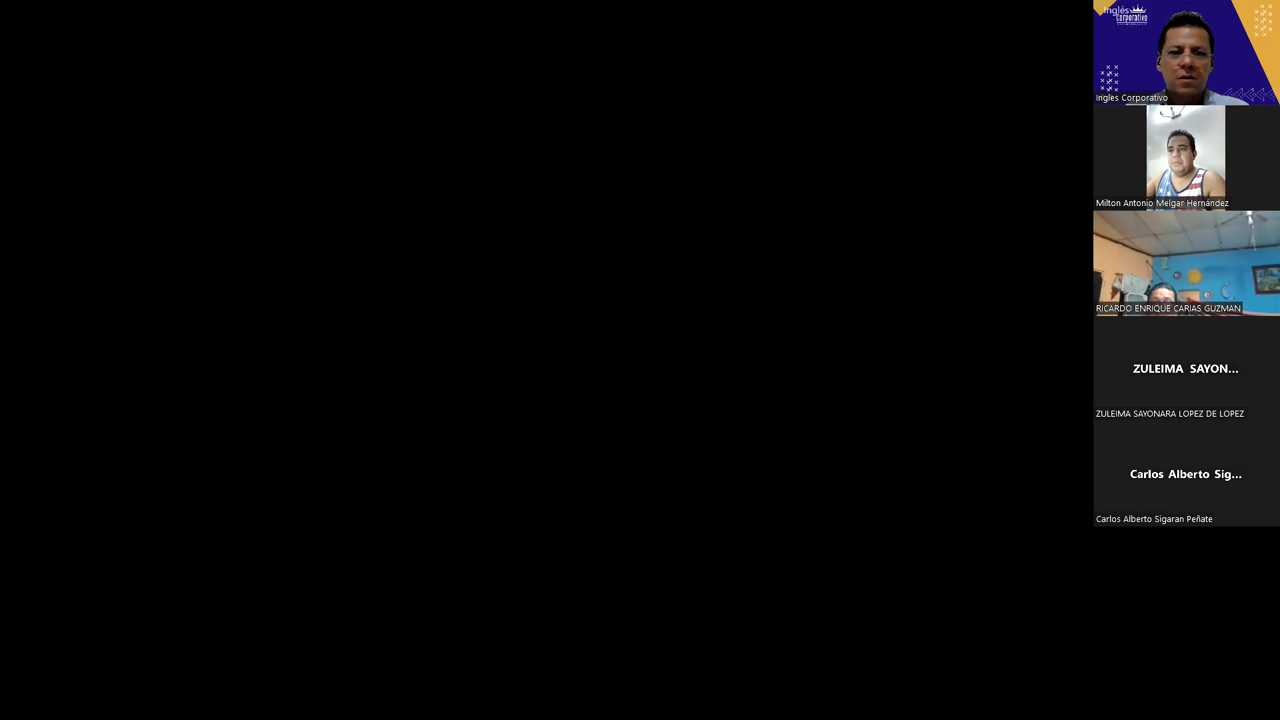 Inglés
Corporativo
Ingles Corporativo
Milton Antonio Melgar Hernández
RICARDO ENRIQUE CARIAS GUZMAN
ZULEIMA SAYON...
ZULEIMA SAYONARA LOPEZ DE LOPEZ
Carlos Alberto Sig...
Carlos Alberto Sigaran Peñate